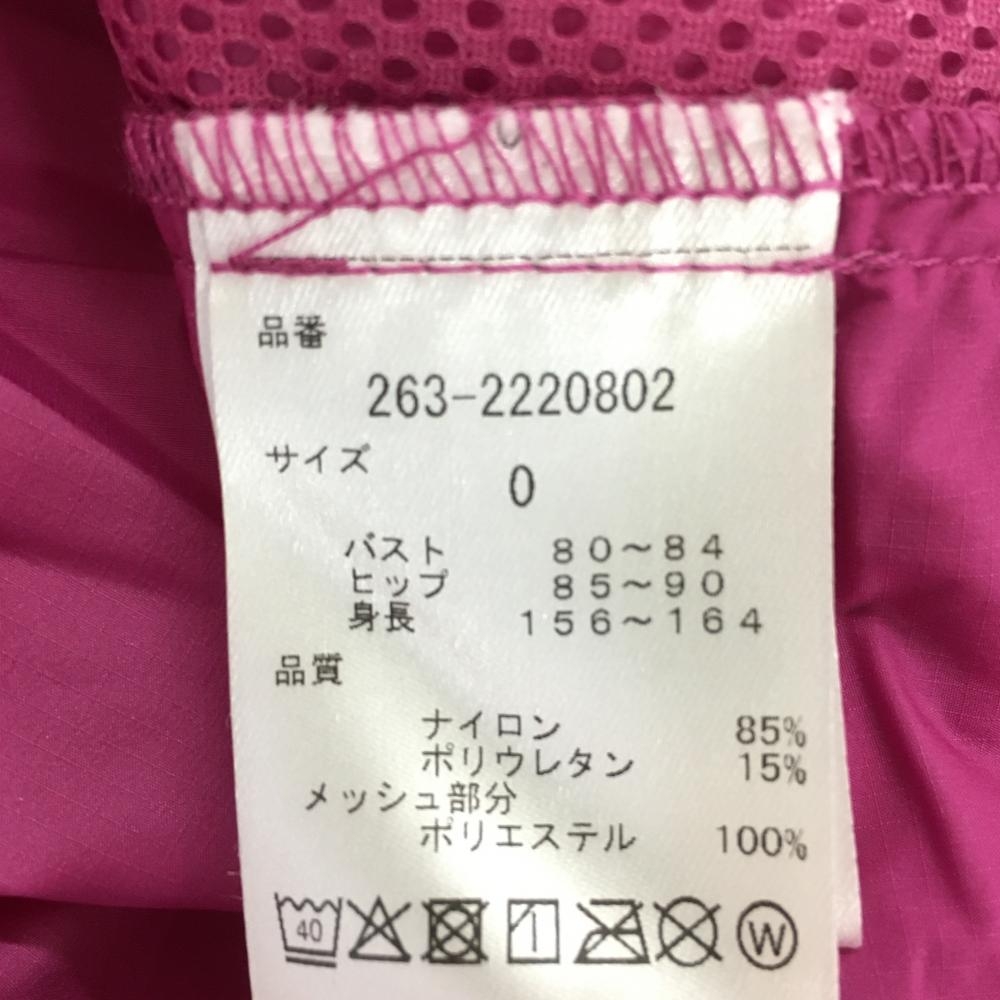 品番
263-2220802
サイズ
0
バスト 80～84
ヒップ 85～90
身長 156～164
品質
ナイロン 85%
ポリウレタン 15%
メッシュ部分
ポリエステル 100%
40 W